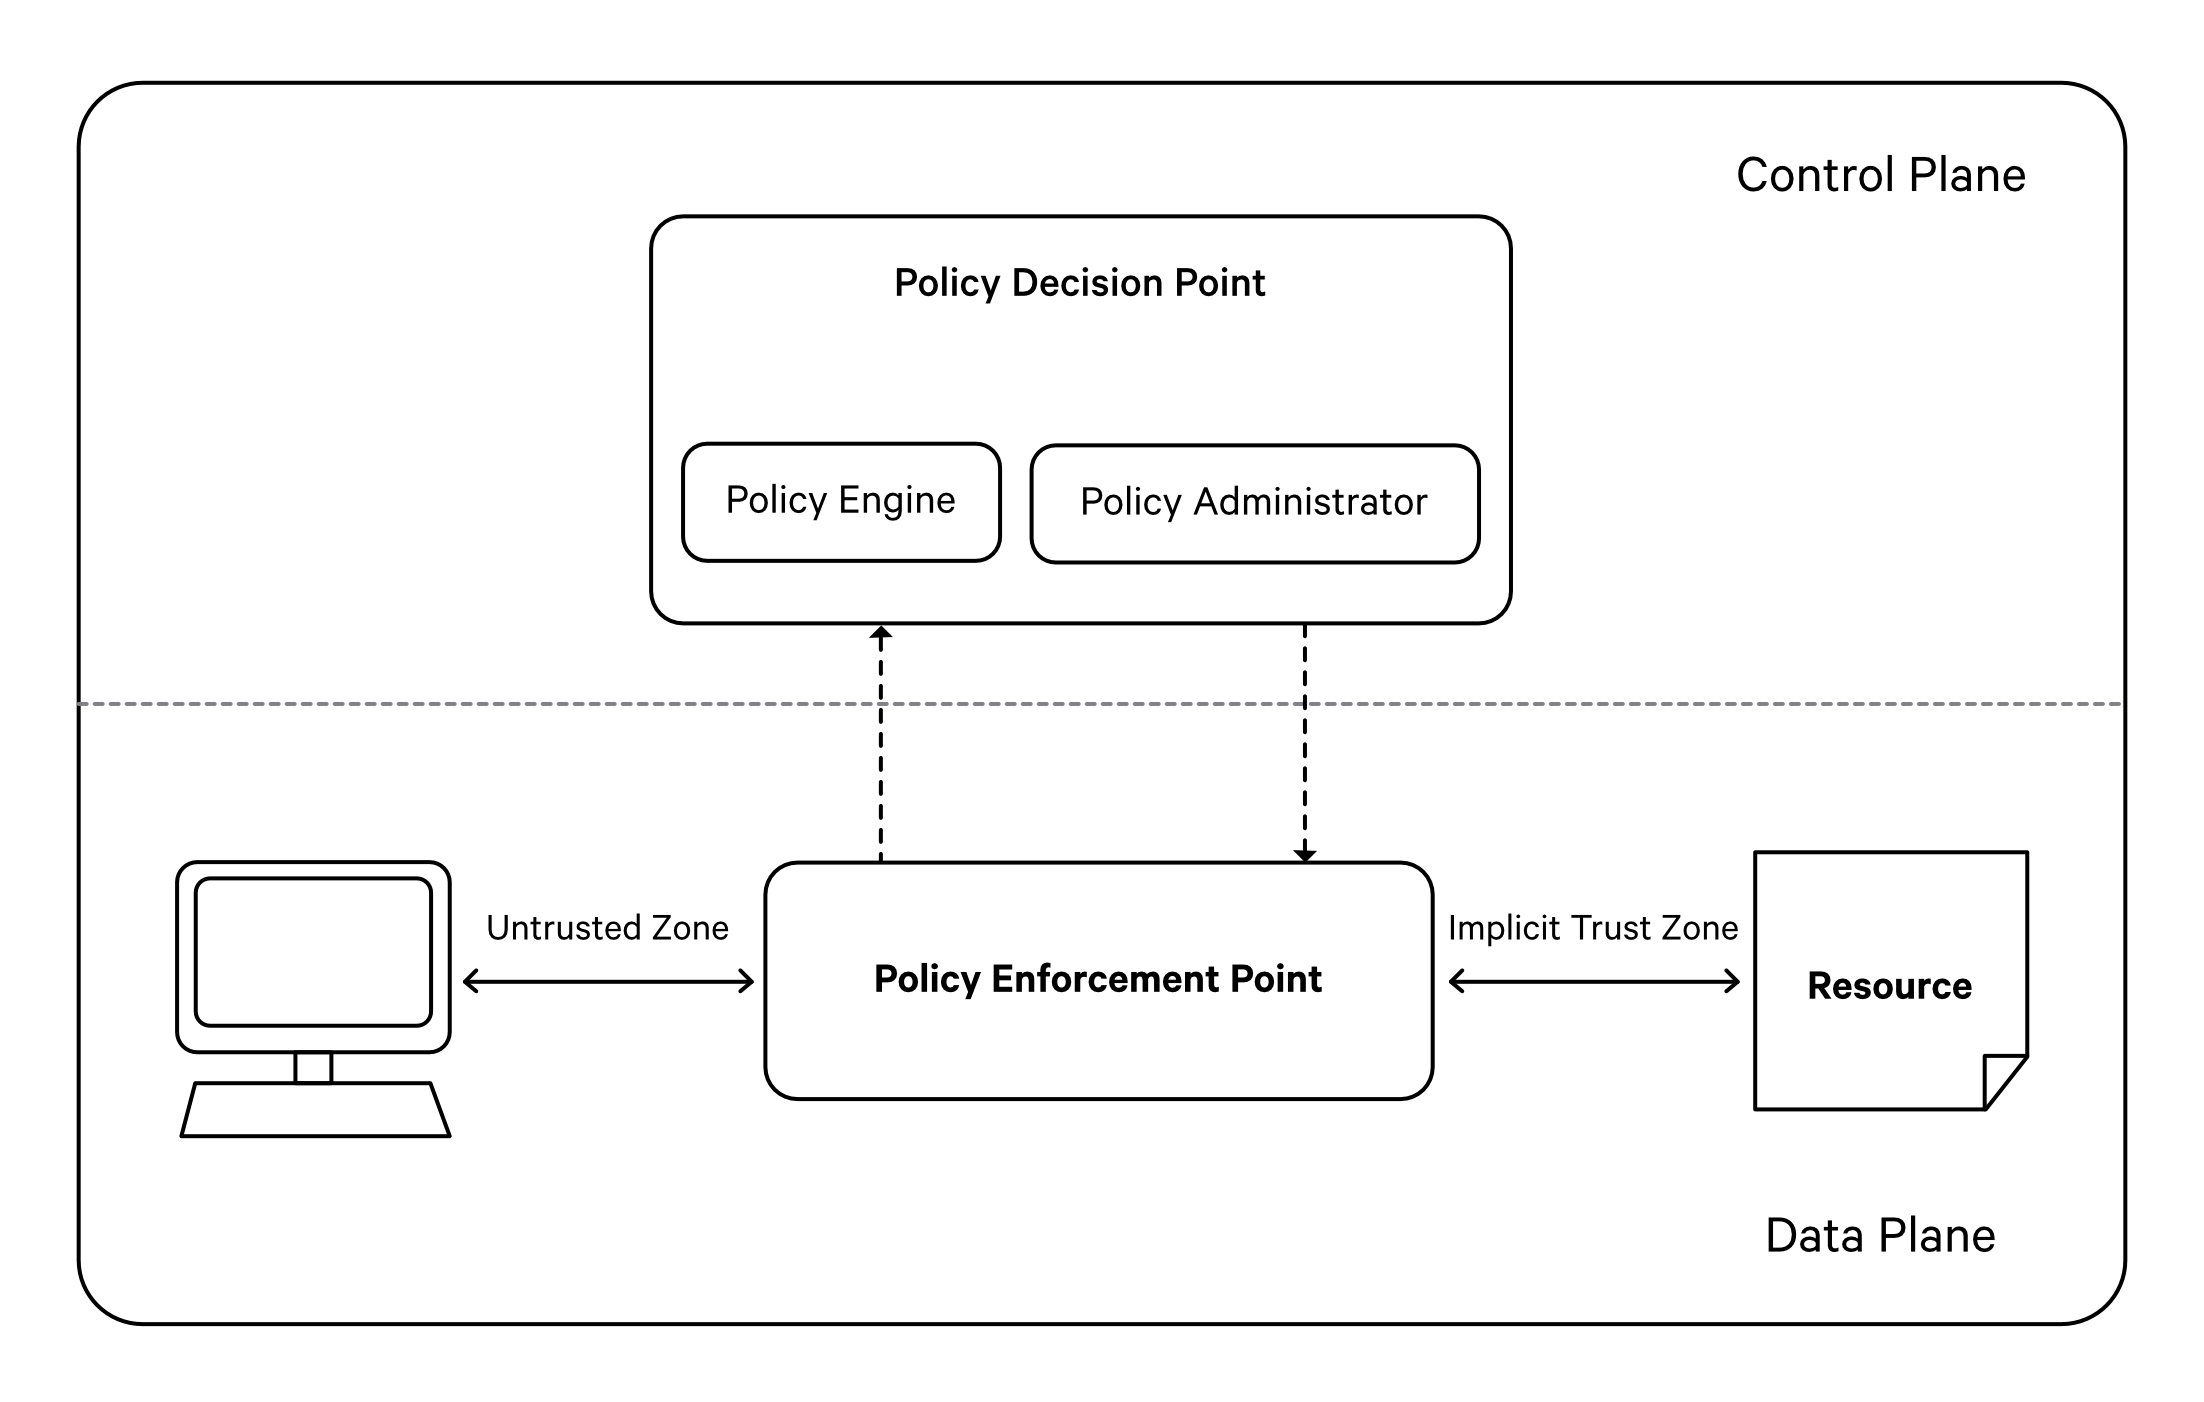 Control Plane
Policy Decision Point
Policy Engine
Policy Administrator
Untrusted Zone
Policy Enforcement Point
Implicit Trust Zone
Resource
Data Plane